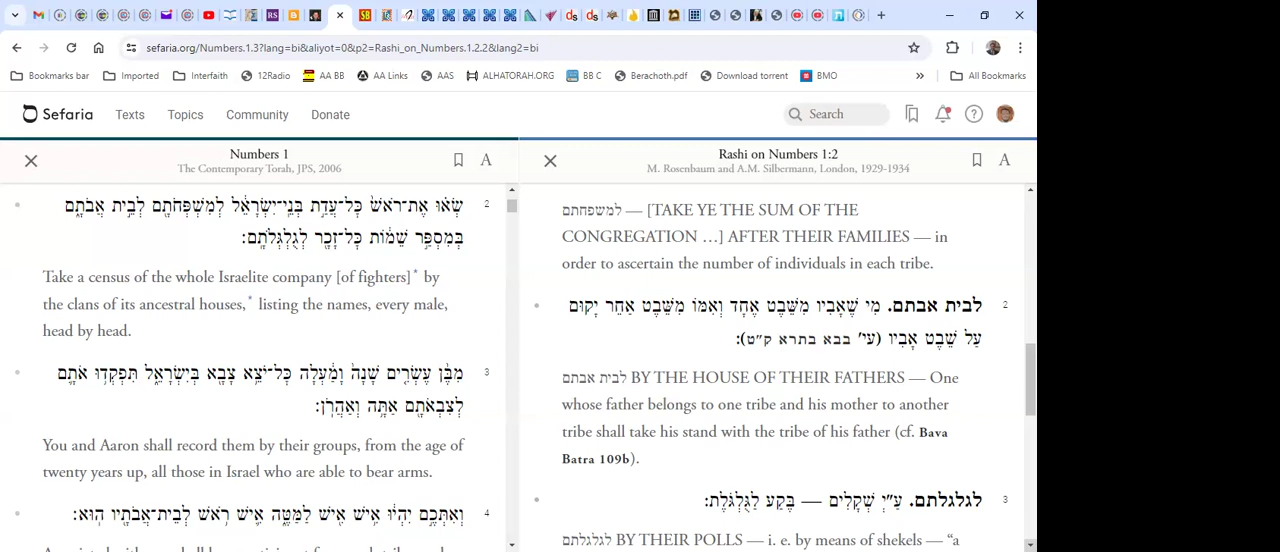 sefaria.org/Numbers.1.3?lang=bi&aliyot=0&p2=Rashi_on_Numbers.1.2.2&lang2=bi
Bookmarks bar Imported Interfaith 12Radio AA BB AA Links AAS ALHATORAH.ORG BB C Berachoth.pdf Download torrent BMO » All Bookmarks
Sefaria Texts Topics Community Donate Search
Numbers 1
The Contemporary Torah, JPS, 2006
2
שְׂא֗וּ אֶת־רֹאשׁ֙ כׇּל־עֲדַ֣ת בְּנֵֽי־יִשְׂרָאֵ֔ל לְמִשְׁפְּחֹתָ֖ם לְבֵ֣ית אֲבֹתָ֑ם
בְּמִסְפַּ֣ר שֵׁמ֔וֹת כׇּל־זָכָ֖ר לְגֻלְגְּלֹתָֽם׃
Take a census of the whole Israelite company [of fighters]* by
the clans of its ancestral houses,* listing the names, every male,
head by head.
3
מִבֶּ֨ן עֶשְׂרִ֤ים שָׁנָה֙ וָמַ֔עְלָה כׇּל־יֹצֵ֥א צָבָ֖א בְּיִשְׂרָאֵ֑ל תִּפְקְד֥וּ אֹתָ֛ם
לְצִבְאֹתָ֖ם אַתָּ֥ה וְאַהֲרֹֽן׃
You and Aaron shall record them by their groups, from the age of
twenty years up, all those in Israel who are able to bear arms.
4
וְאִתְּכֶ֣ם יִהְי֔וּ אִ֥ישׁ אִ֖ישׁ לַמַּטֶּ֑ה אִ֛ישׁ רֹ֥אשׁ לְבֵית־אֲבֹתָ֖יו הֽוּא׃
Rashi on Numbers 1:2
M. Rosenbaum and A.M. Silbermann, London, 1929-1934
למשפחתם — [TAKE YE THE SUM OF THE
CONGREGATION …] AFTER THEIR FAMILIES — in
order to ascertain the number of individuals in each tribe.
2
לבית אבתם. מִי שֶׁאָבִיו מִשֵּׁבֶט אֶחָד וְאִמּוֹ מִשֵּׁבֶט אַחֵר יָקוּם
עַל שֵׁבֶט אָבִיו (עי' בבא בתרא ק"ט):
לבית אבתם BY THE HOUSE OF THEIR FATHERS — One
whose father belongs to one tribe and his mother to another
tribe shall take his stand with the tribe of his father (cf. Bava
Batra 109b).
3
לגלגלתם. עַ"יְ שְׁקָלִים — בֶּקַע לַגֻּלְגֹּלֶת:
לגלגלתם BY THEIR POLLS — i. e. by means of shekels — “a